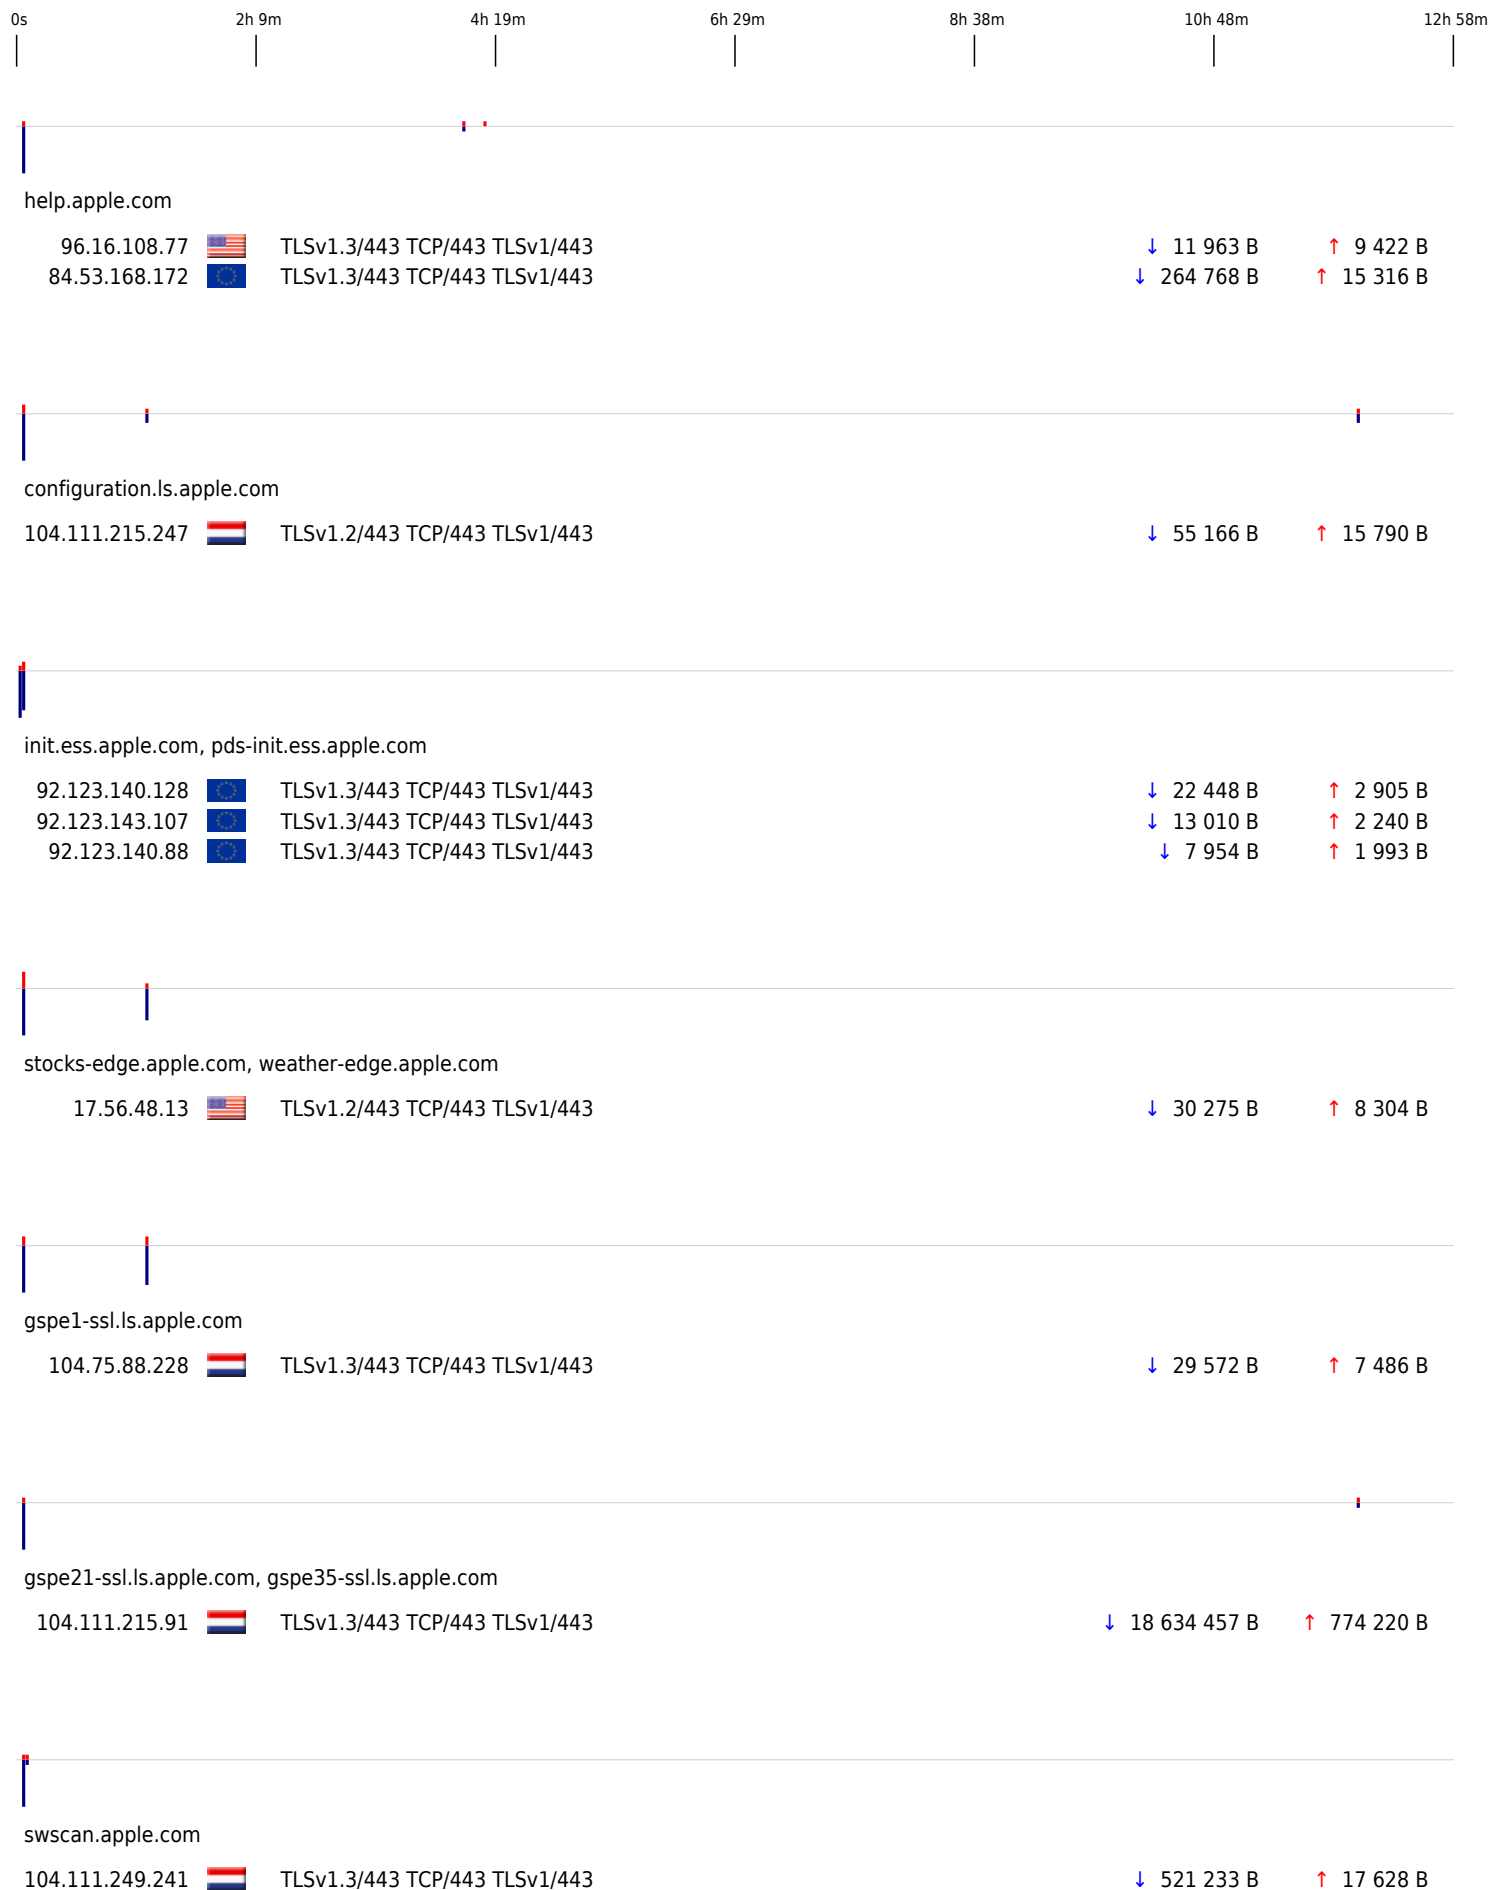 0s 2h 9m 4h 19m 6h 29m 8h 38m 10h 48m 12h 58m
help.apple.com
96.16.108.77 TLSv1.3/443 TCP/443 TLSv1/443 ↓ 11 963 B ↑ 9 422 B
84.53.168.172 TLSv1.3/443 TCP/443 TLSv1/443 ↓ 264 768 B ↑ 15 316 B
configuration.ls.apple.com
104.111.215.247 TLSv1.2/443 TCP/443 TLSv1/443 ↓ 55 166 B ↑ 15 790 B
init.ess.apple.com, pds-init.ess.apple.com
92.123.140.128 TLSv1.3/443 TCP/443 TLSv1/443 ↓ 22 448 B ↑ 2 905 B
92.123.143.107 TLSv1.3/443 TCP/443 TLSv1/443 ↓ 13 010 B ↑ 2 240 B
92.123.140.88 TLSv1.3/443 TCP/443 TLSv1/443 ↓ 7 954 B ↑ 1 993 B
stocks-edge.apple.com, weather-edge.apple.com
17.56.48.13 TLSv1.2/443 TCP/443 TLSv1/443 ↓ 30 275 B ↑ 8 304 B
gspe1-ssl.ls.apple.com
104.75.88.228 TLSv1.3/443 TCP/443 TLSv1/443 ↓ 29 572 B ↑ 7 486 B
gspe21-ssl.ls.apple.com, gspe35-ssl.ls.apple.com
104.111.215.91 TLSv1.3/443 TCP/443 TLSv1/443 ↓ 18 634 457 B ↑ 774 220 B
swscan.apple.com
104.111.249.241 TLSv1.3/443 TCP/443 TLSv1/443 ↓ 521 233 B ↑ 17 628 B